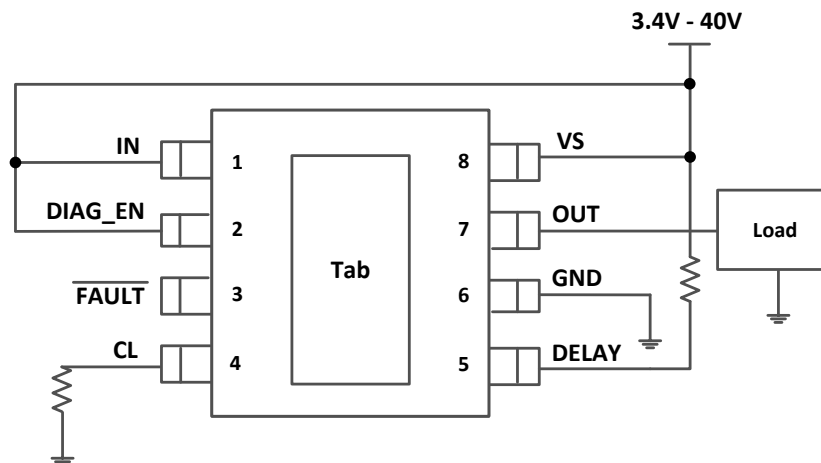 3.4V - 40V
IN
1
8
VS
DIAG_EN
2
7
OUT
Load
Tab
FAULT
3
6
GND
CL
4
5
DELAY